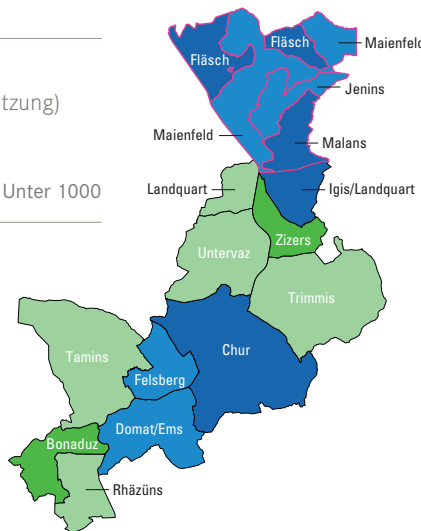 Fläsch
Fläsch
Maienfeld
tzung)
Jenins
Maienfeld
Malans
Unter 1000
Landquart
Igis/Landquart
Zizers
Untervaz
Trimmis
Tamins
Chur
Felsberg
Domat/Ems
Bonaduz
Rhäzüns